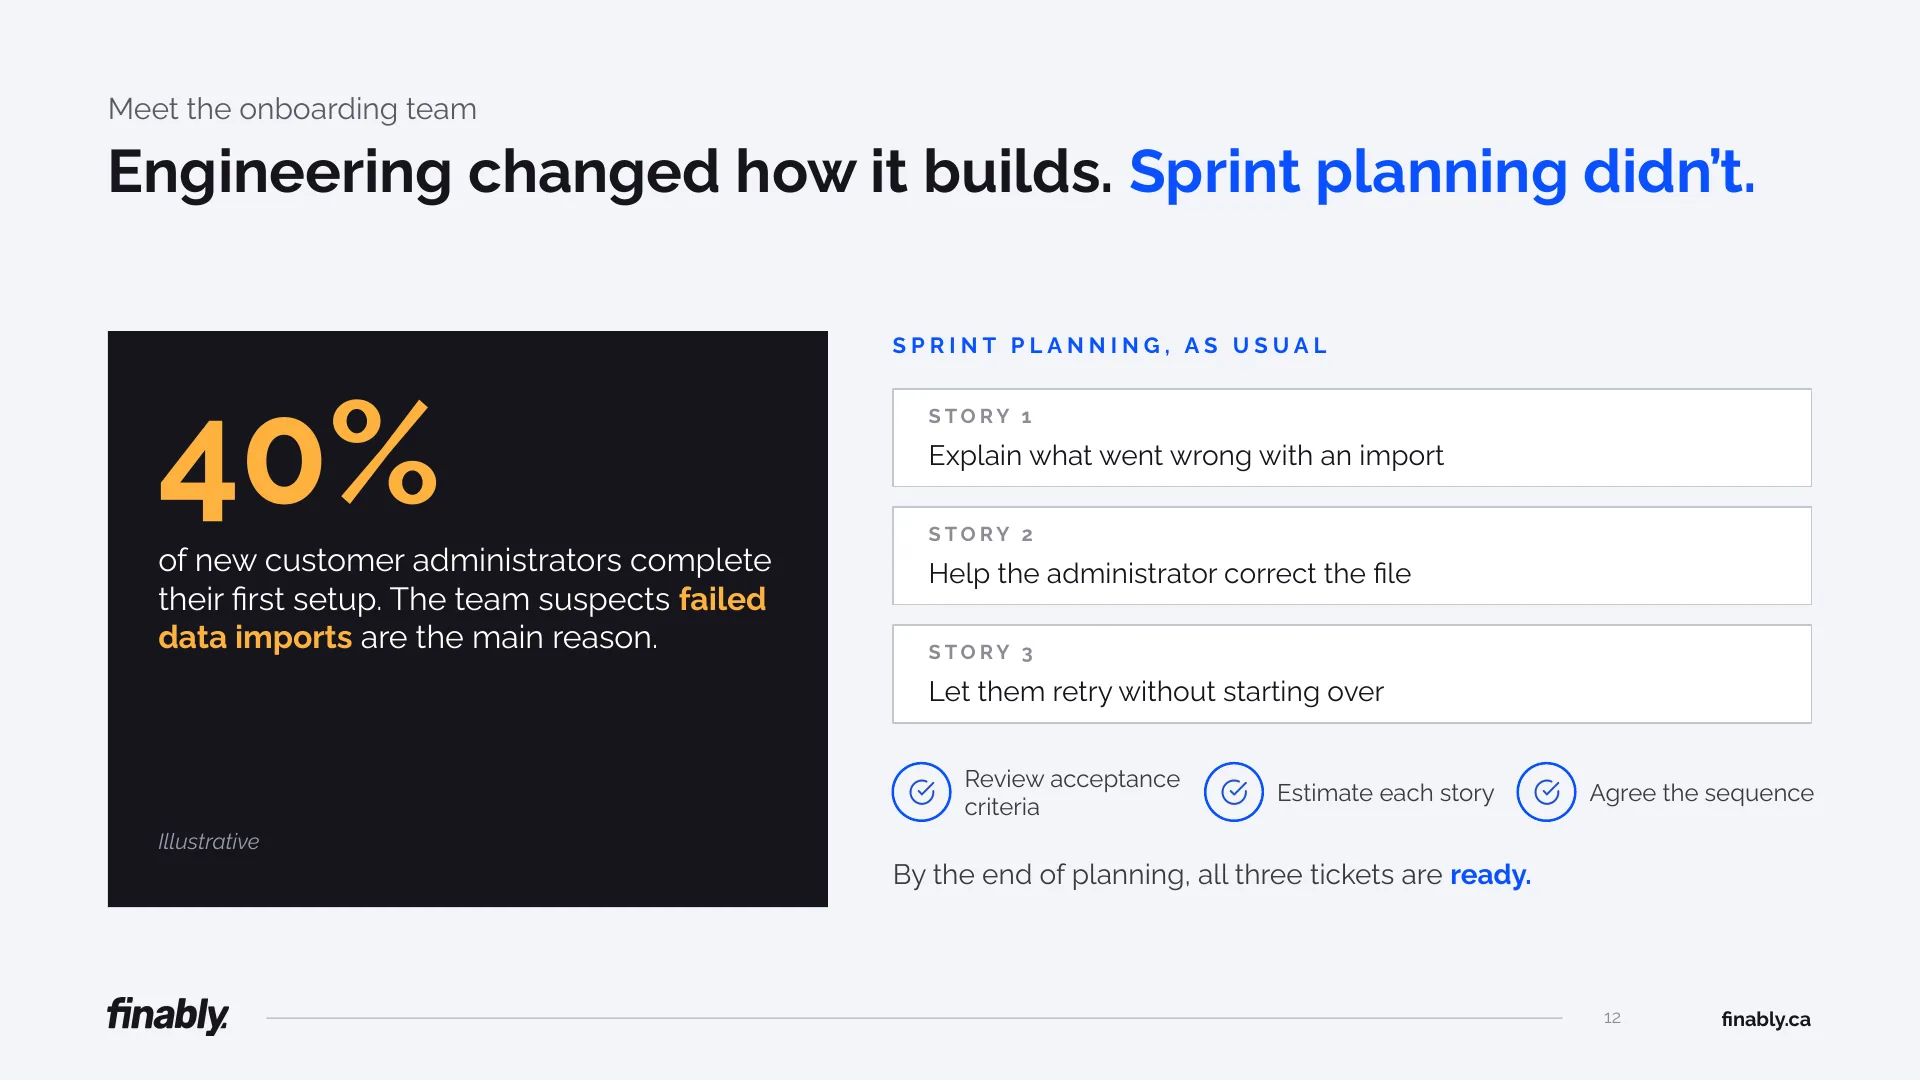 Meet the onboarding team
Engineering changed how it builds. Sprint planning didn’t.
40%
of new customer administrators complete
their first setup. The team suspects failed
data imports are the main reason.
Illustrative
SPRINT PLANNING, AS USUAL
STORY 1
Explain what went wrong with an import
STORY 2
Help the administrator correct the file
STORY 3
Let them retry without starting over
Review acceptance
criteria
Estimate each story
Agree the sequence
By the end of planning, all three tickets are ready.
finably.
12
finably.ca